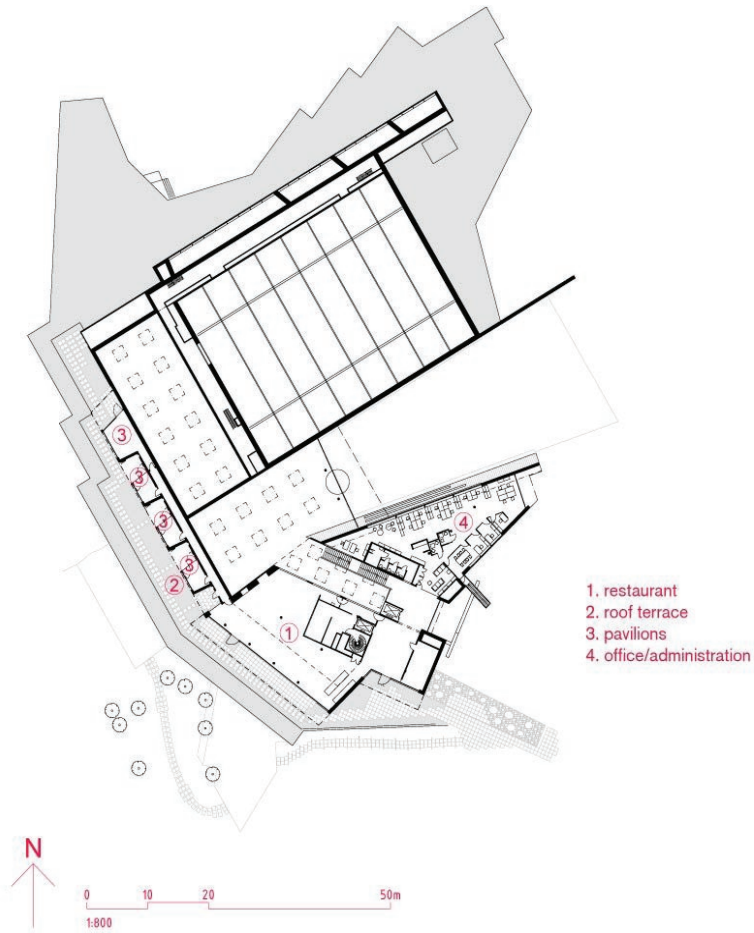 3
3
3
3
2
1
4
1. restaurant
2. roof terrace
3. pavilions
4. office/administration
N
0 10 20 50m
1:800